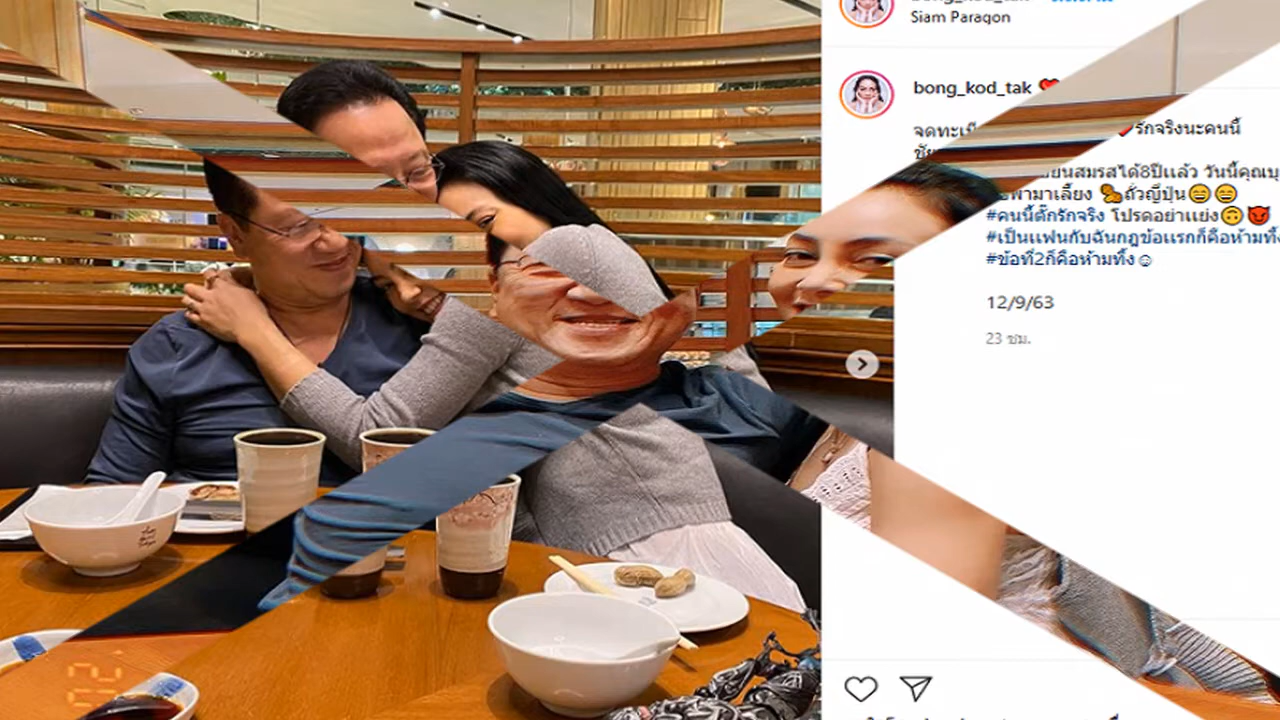 Siam Paragon
bong_kod_tak ❤
จดทะเบี
❤รักจริงนะคนนี้
ยนสมรสได้8ปีแล้ว วันนี้คุณบุ
พามาเลี้ยง 🥜ถั่วญี่ปุ่น😄😄
#คนนี้ตั๊กรักจริง โปรดอย่าแย่ง🙃😈
#เป็นแฟนกับฉันกฎข้อแรกก็คือห้ามทิ้ง
#ข้อที่2ก็คือห้ามทิ้ง☺
12/9/63
23 ชม.